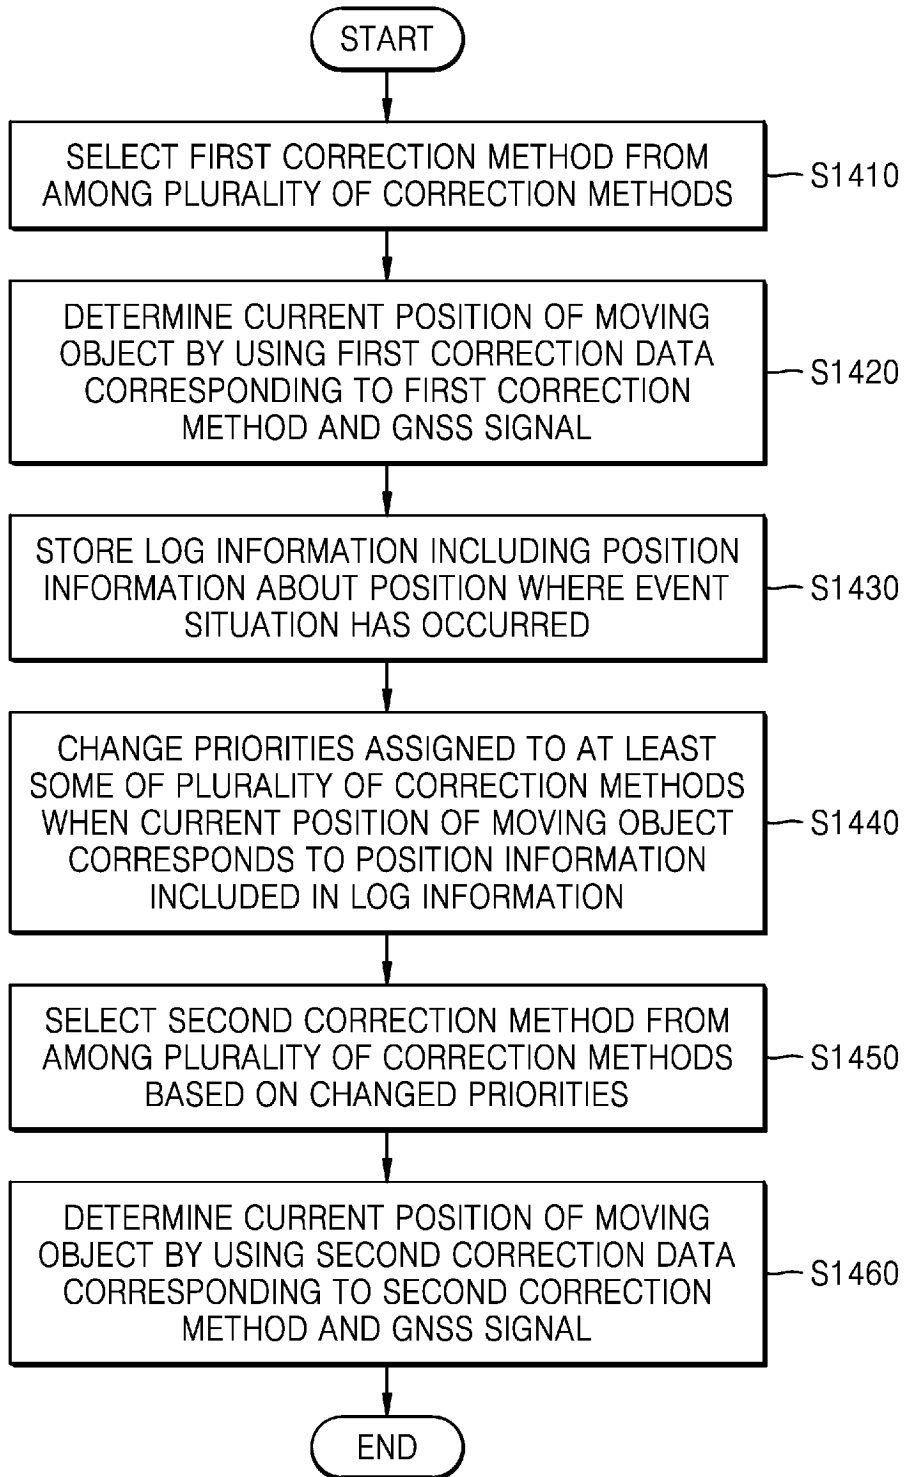 START
SELECT FIRST CORRECTION METHOD FROM
AMONG PLURALITY OF CORRECTION METHODS
S1410
DETERMINE CURRENT POSITION OF MOVING
OBJECT BY USING FIRST CORRECTION DATA
CORRESPONDING TO FIRST CORRECTION
METHOD AND GNSS SIGNAL
S1420
STORE LOG INFORMATION INCLUDING POSITION
INFORMATION ABOUT POSITION WHERE EVENT
SITUATION HAS OCCURRED
S1430
CHANGE PRIORITIES ASSIGNED TO AT LEAST
SOME OF PLURALITY OF CORRECTION METHODS
WHEN CURRENT POSITION OF MOVING OBJECT
CORRESPONDS TO POSITION INFORMATION
INCLUDED IN LOG INFORMATION
S1440
SELECT SECOND CORRECTION METHOD FROM
AMONG PLURALITY OF CORRECTION METHODS
BASED ON CHANGED PRIORITIES
S1450
DETERMINE CURRENT POSITION OF MOVING
OBJECT BY USING SECOND CORRECTION DATA
CORRESPONDING TO SECOND CORRECTION
METHOD AND GNSS SIGNAL
S1460
END